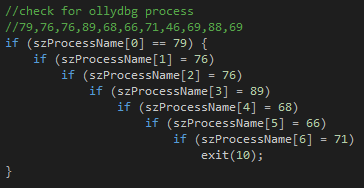 //check for ollydbg process
//79,76,76,89,68,66,71,46,69,88,69
if (szProcessName[0] == 79) {
if (szProcessName[1] = 76)
if (szProcessName[2] = 76)
if (szProcessName[3] = 89)
if (szProcessName[4] = 68)
if (szProcessName[5] = 66)
if (szProcessName[6] = 71)
exit(10);
}